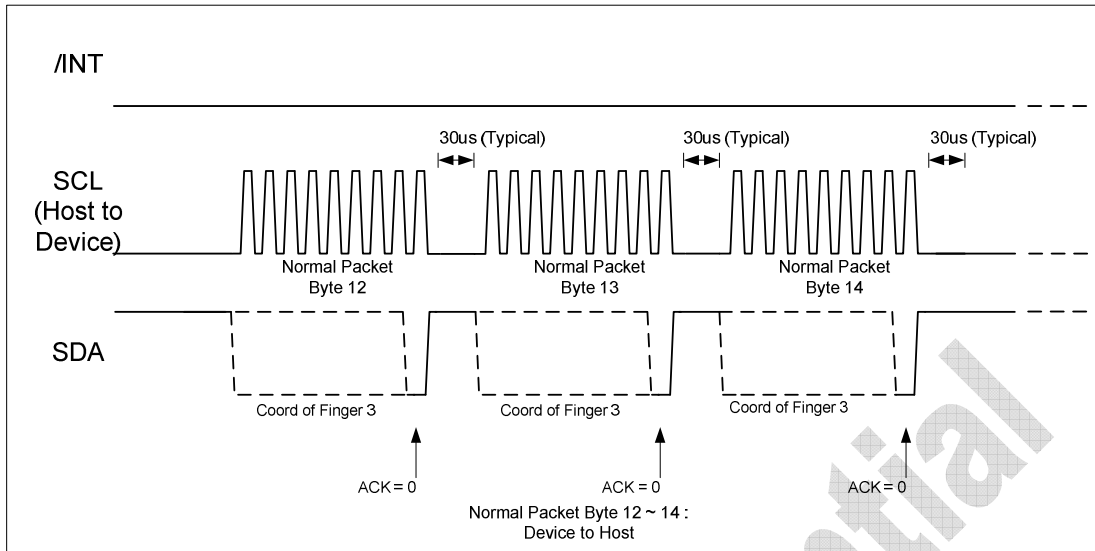 /INT
30us (Typical)
30us (Typical)
30us (Typical)
SCL
(Host to
Device)
Normal Packet
Byte 12
Normal Packet
Byte 13
Normal Packet
Byte 14
SDA
Coord of Finger 3
Coord of Finger 3
Coord of Finger 3
ACK = 0
ACK = 0
ACK = 0
Normal Packet Byte 12 ~ 14 :
Device to Host
ntial